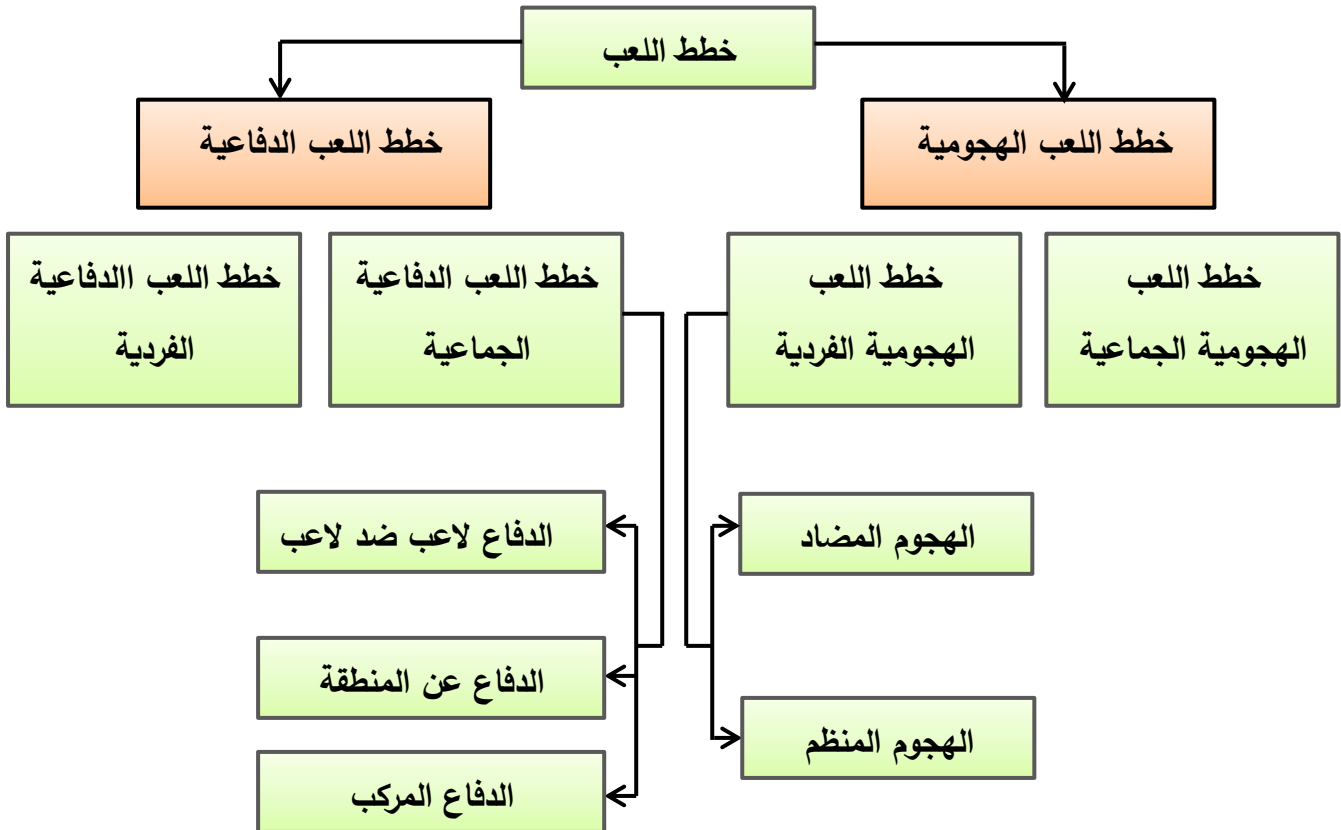 خطط اللعب
خطط اللعب الهجومية
خطط اللعب الدفاعية
خطط اللعب
الهجومية الجماعية
خطط اللعب
الهجومية الفردية
خطط اللعب الدفاعية
الجماعية
خطط اللعب االدفاعية
الفردية
الهجوم المضاد
الهجوم المنظم
الدفاع لاعب ضد لاعب
الدفاع عن المنطقة
الدفاع المركب